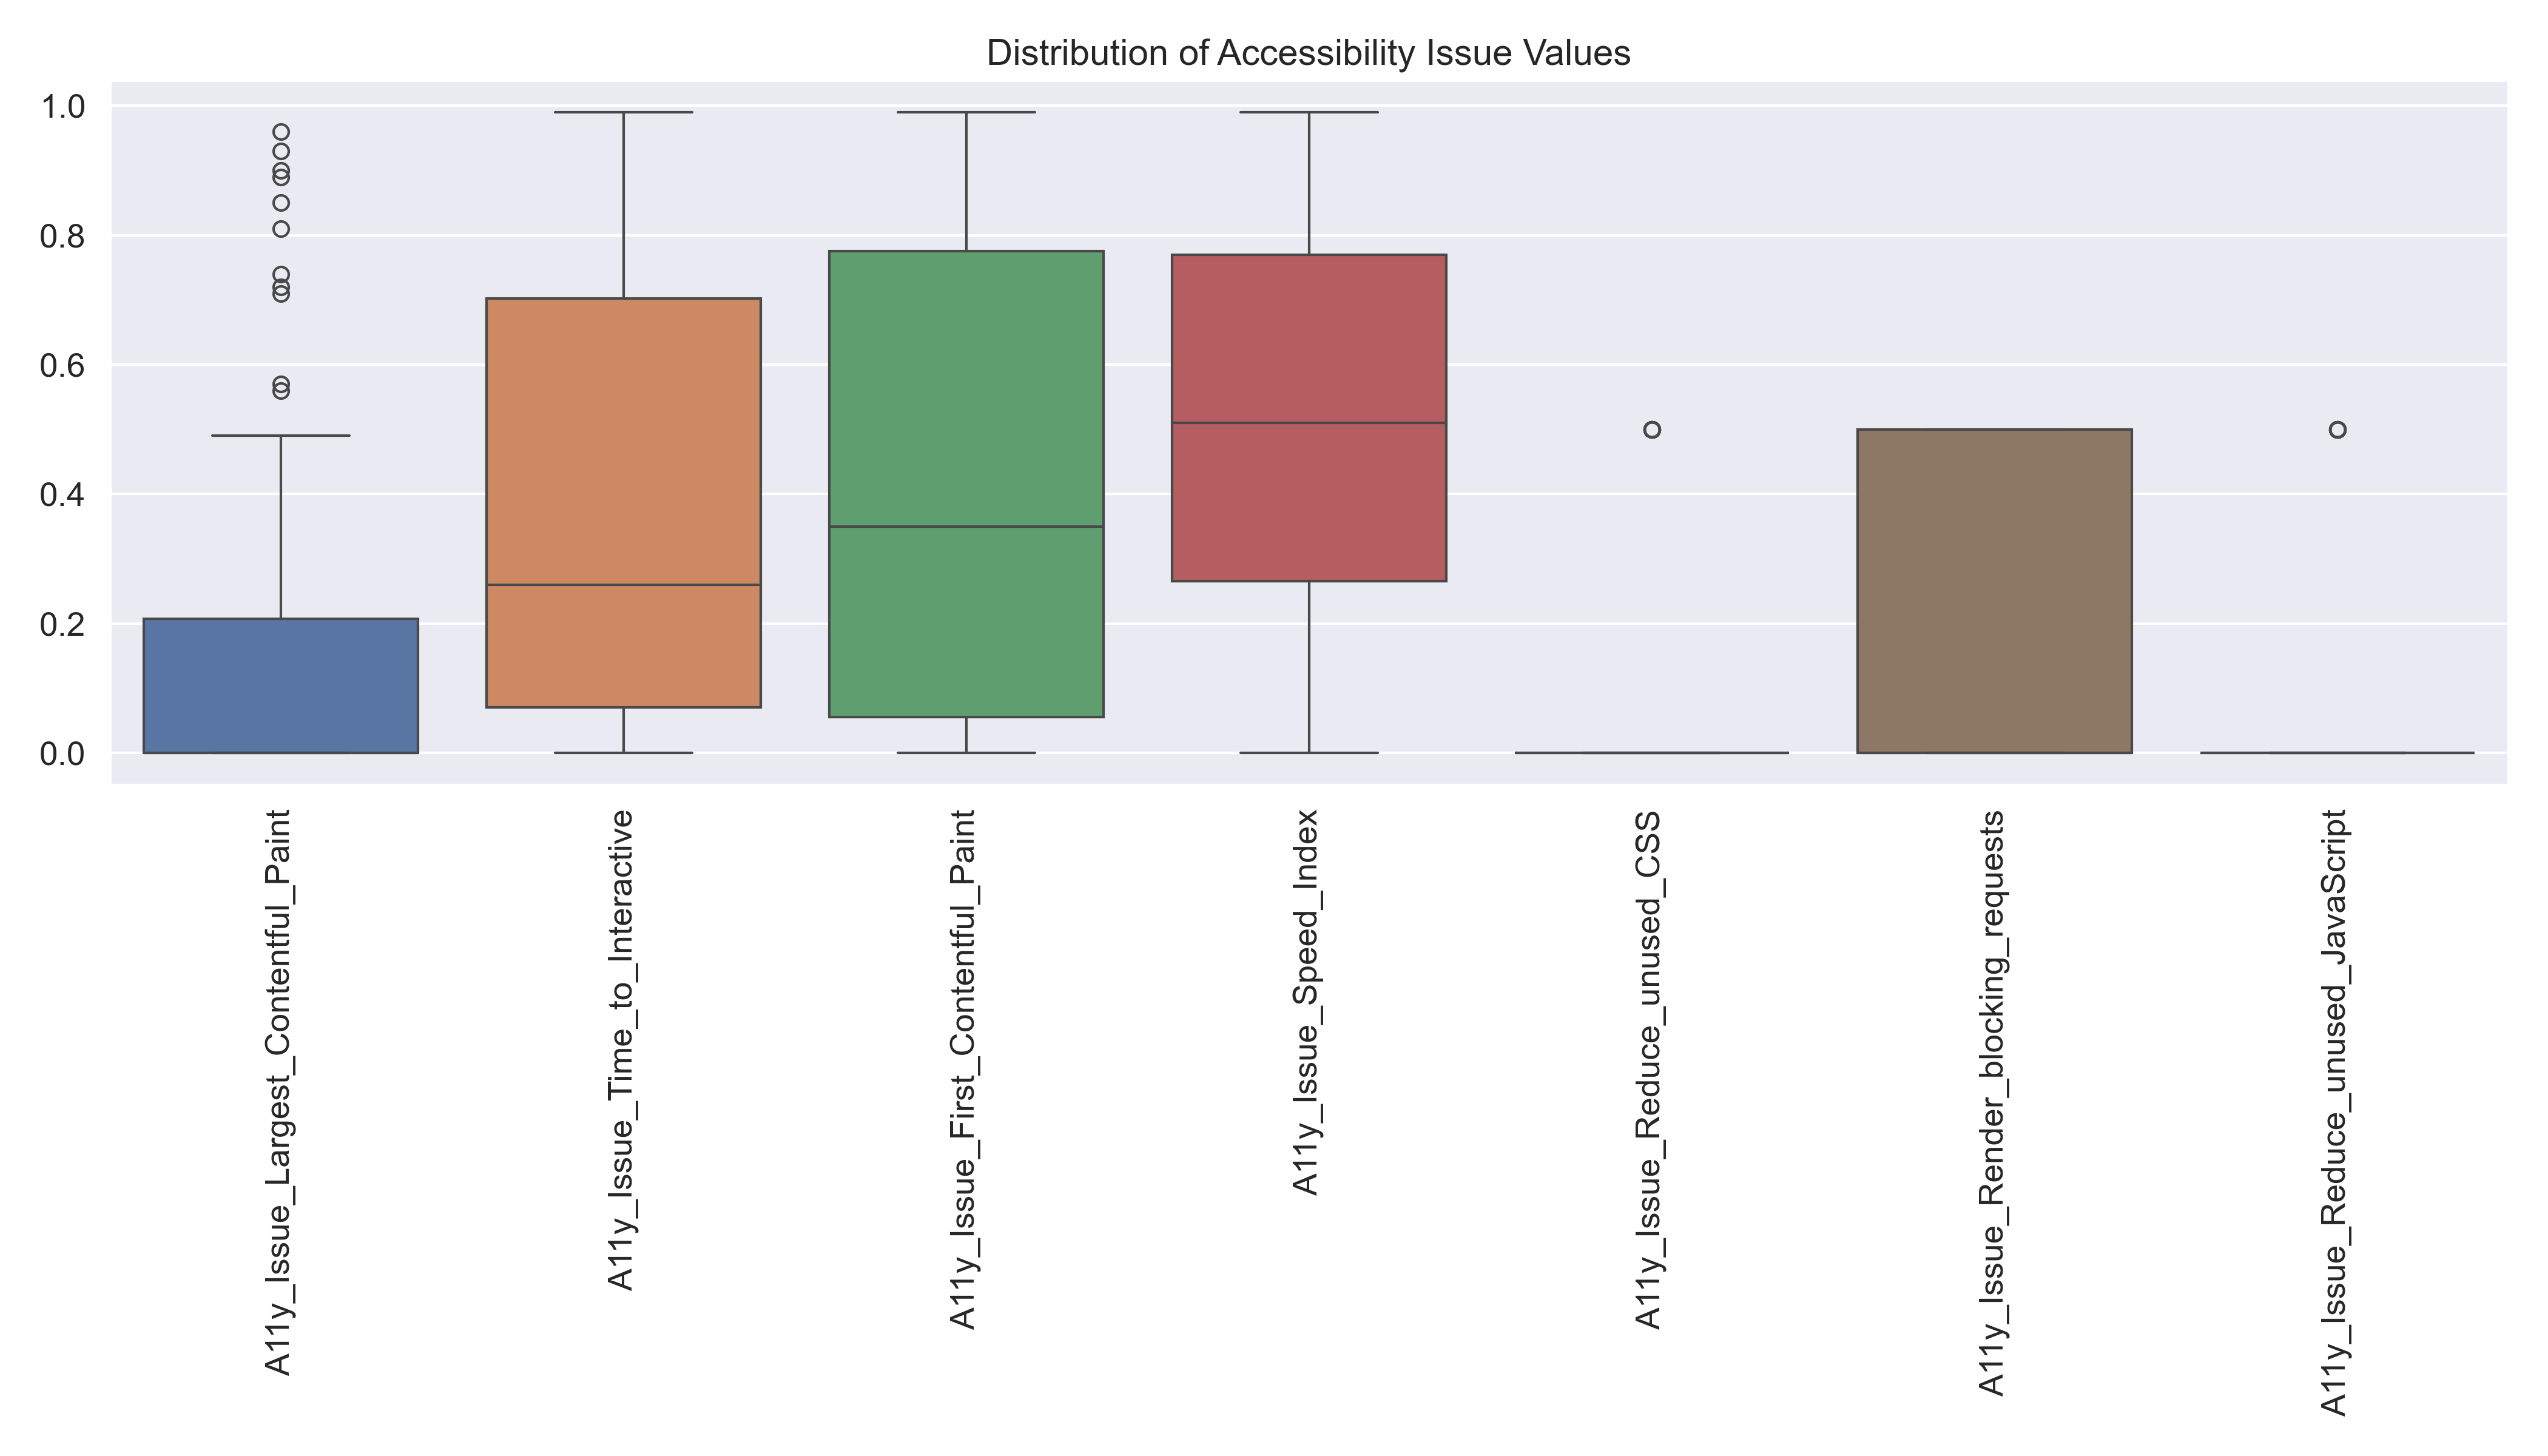 Distribution of Accessibility Issue Values
1.0
0.8
0.6
0.4
0.2
0.0
A11y_Issue_Largest_Contentful_Paint
A11y_Issue_Time_to_Interactive
A11y_Issue_First_Contentful_Paint
A11y_Issue_Speed_Index
A11y_Issue_Reduce_unused_CSS
A11y_Issue_Render_blocking_requests
A11y_Issue_Reduce_unused_JavaScript